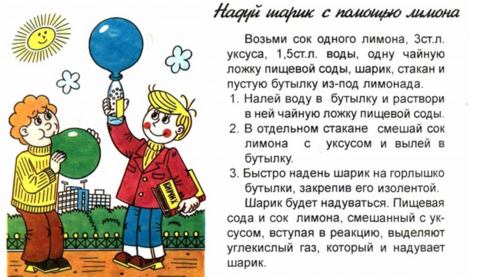 Надуй шарик с помощью лимона
Возьми сок одного лимона, 3ст.л.
уксуса, 1,5ст.л. воды, одну чайную
ложку пищевой соды, шарик, стакан и
пустую бутылку из-под лимонада.
1. Налей воду в бутылку и раствори
в ней чайную ложку пищевой соды.
2. В отдельном стакане смешай сок
лимона с уксусом и вылей в
бутылку.
3. Быстро надень шарик на горлышко
бутылки, закрепив его изолентой.
Шарик будет надуваться. Пищевая
сода и сок лимона, смешанный с ук-
сусом, вступая в реакцию, выделяют
углекислый газ, который и надувает
шарик.